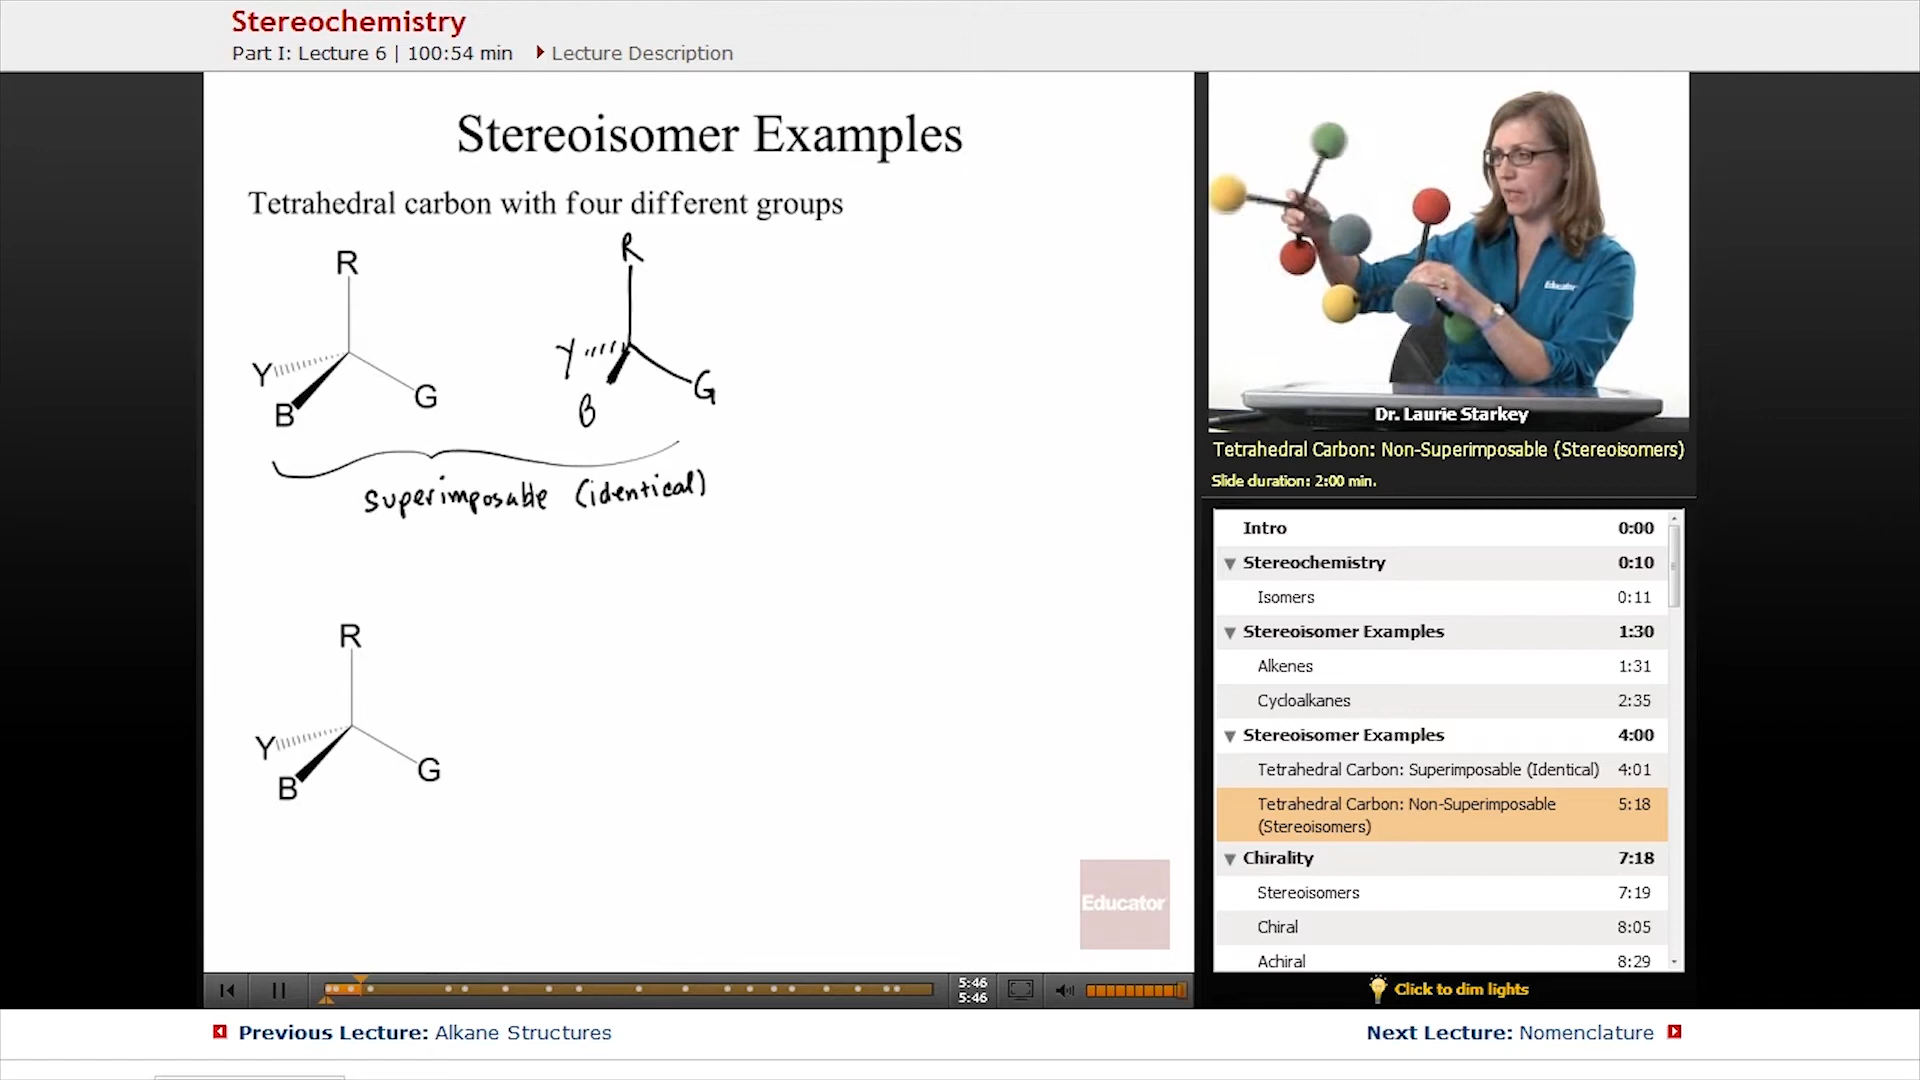 Stereochemistry
Part I: Lecture 6 | 100:54 min Lecture Description
Stereoisomer Examples
Tetrahedral carbon with four different groups
R
Y
B
G
R
Y
B
G
superimposable (identical)
R
Y
B
G
Educator
Educator
Dr. Laurie Starkey
Tetrahedral Carbon: Non-Superimposable (Stereoisomers)
Slide duration: 2:00 min.
Intro 0:00
Stereochemistry 0:10
Isomers 0:11
Stereoisomer Examples 1:30
Alkenes 1:31
Cycloalkanes 2:35
Stereoisomer Examples 4:00
Tetrahedral Carbon: Superimposable (Identical) 4:01
Tetrahedral Carbon: Non-Superimposable 5:18
(Stereoisomers)
Chirality 7:18
Stereoisomers 7:19
Chiral 8:05
Achiral 8:29
5:46
5:46
Click to dim lights
Previous Lecture: Alkane Structures
Next Lecture: Nomenclature